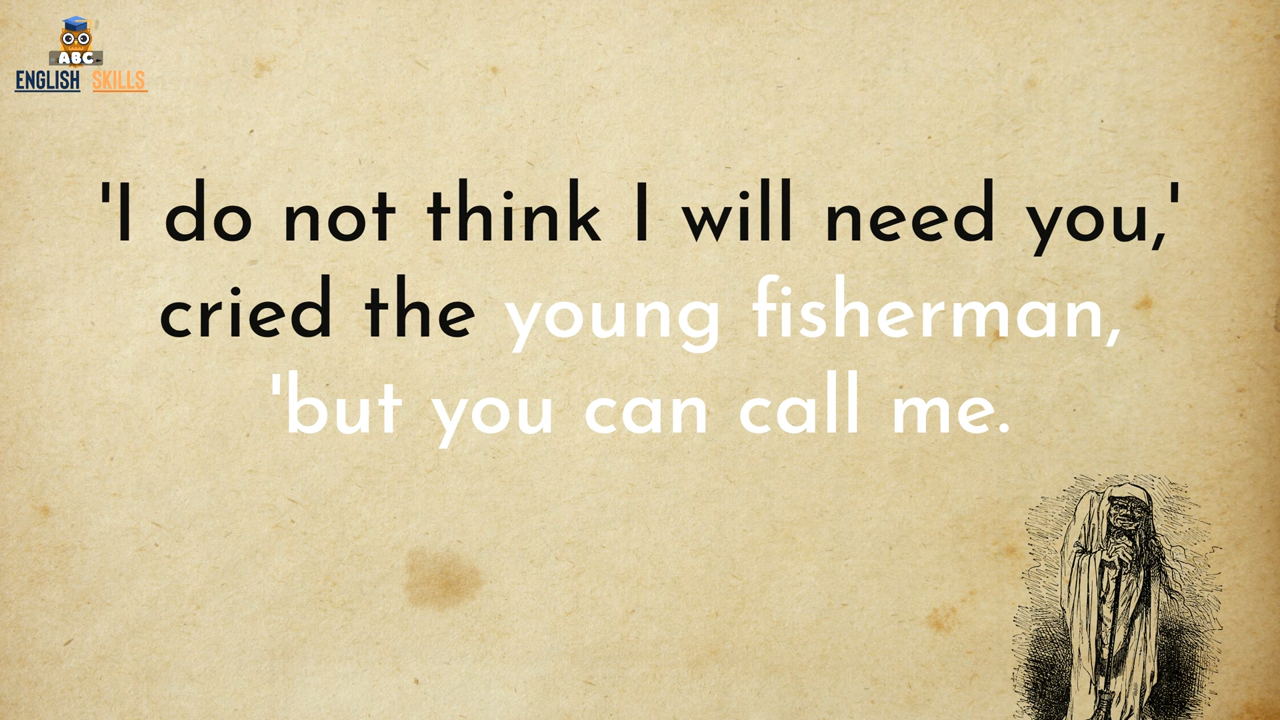 ABC
ENGLISH SKILLS
'I do not think I will need you,'
cried the young fisherman,
'but you can call me.